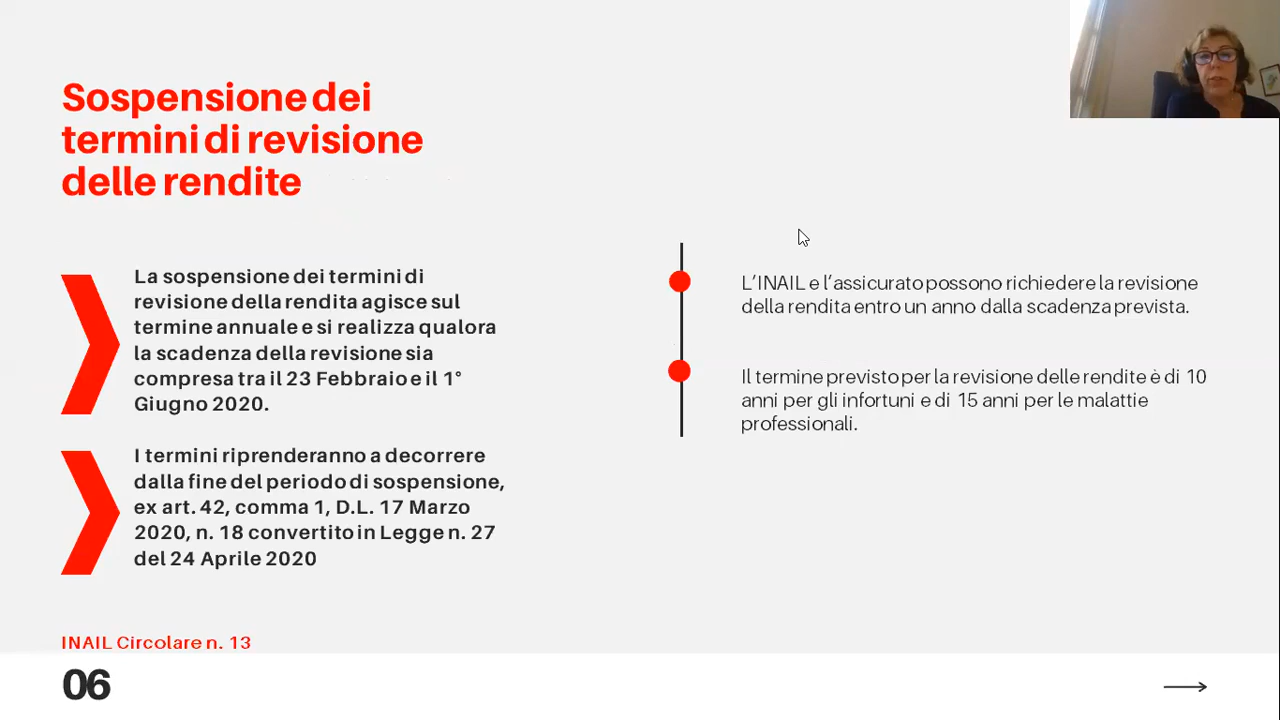 Sospensione dei
termini di revisione
delle rendite
La sospensione dei termini di
revisione della rendita agisce sul
termine annuale e si realizza qualora
la scadenza della revisione sia
compresa tra il 23 Febbraio e il 1°
Giugno 2020.
I termini riprenderanno a decorrere
dalla fine del periodo di sospensione,
ex art. 42, comma 1, D.L. 17 Marzo
2020, n. 18 convertito in Legge n. 27
del 24 Aprile 2020
L’INAIL e l’assicurato possono richiedere la revisione
della rendita entro un anno dalla scadenza prevista.
Il termine previsto per la revisione delle rendite è di 10
anni per gli infortuni e di 15 anni per le malattie
professionali.
INAIL Circolare n. 13
06